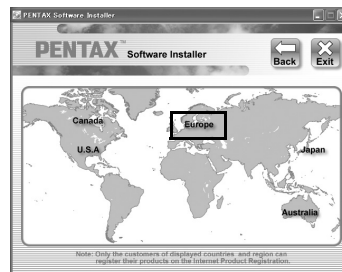 PENTAX Software Installer
PENTAX™ Software Installer
Back Exit
Canada
Europe
U.S.A
Japan
Australia
Note: Only the customers of displayed countries and region can
register their products on the Internet Product Registration.